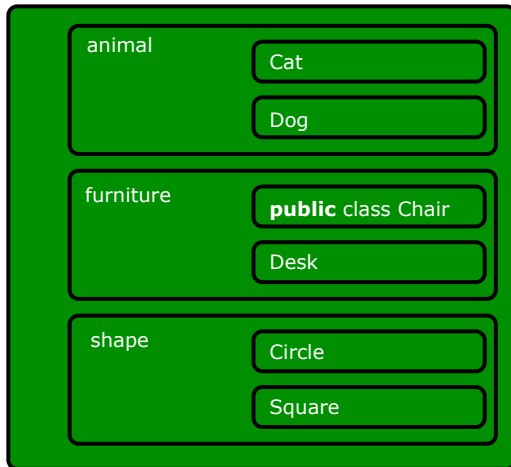 animal
Cat
Dog
furniture
public class Chair
Desk
shape
Circle
Square